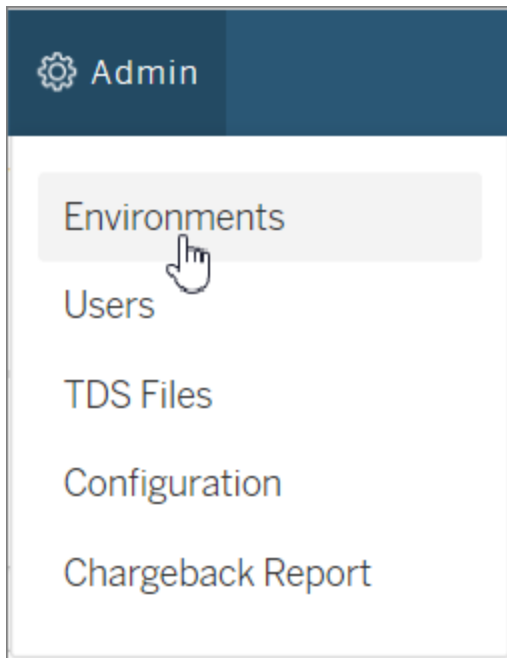 Admin
Environments
Users
TDS Files
Configuration
Chargeback Report